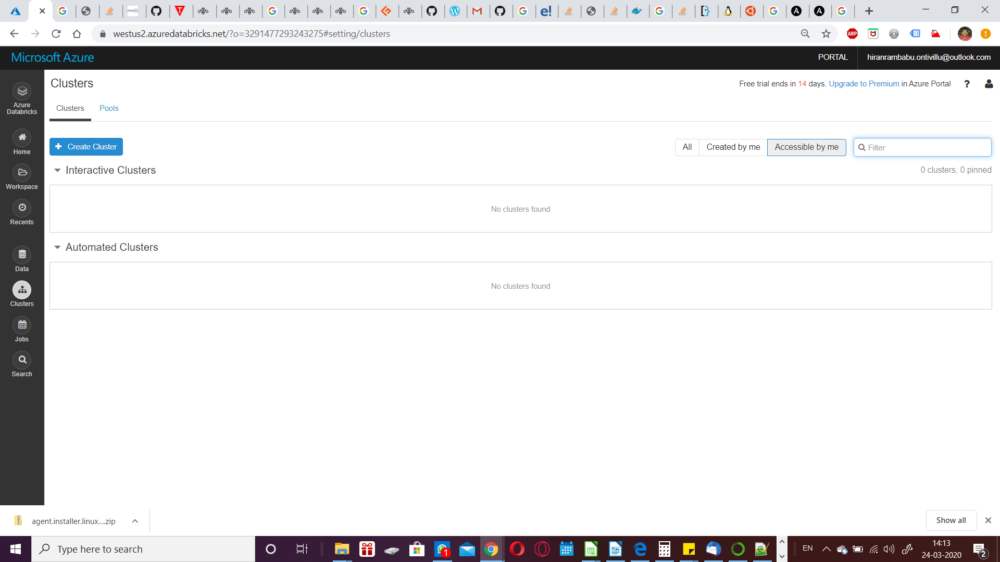 westus2.azuredatabricks.net/?o=3291477293243275#setting/clusters
ABP
Microsoft Azure
PORTAL
hiranrambabu.ontivillu@outlook.com
Clusters
Free trial ends in 14 days. Upgrade to Premium in Azure Portal
?
Clusters
Pools
+ Create Cluster
All
Created by me
Accessible by me
Filter
Interactive Clusters
0 clusters, 0 pinned
No clusters found
Automated Clusters
No clusters found
Azure
Databricks
Home
Workspace
Recents
Data
Clusters
Jobs
Search
agent.installer.linux....zip
Show all
Type here to search
1
EN
14:13
24-03-2020
2